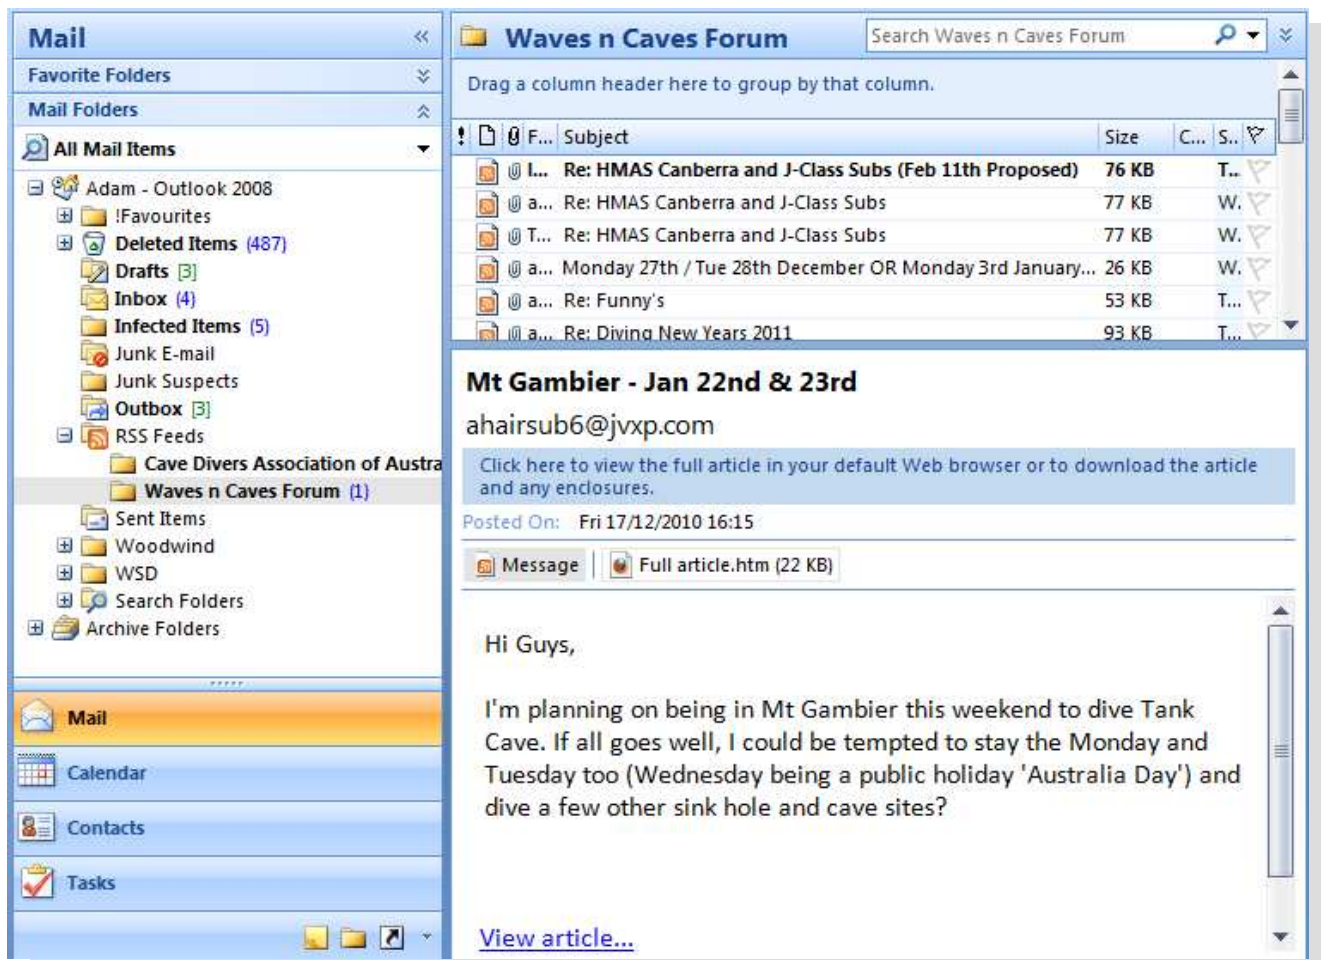 Mail «
Favorite Folders
Mail Folders
All Mail Items
Adam - Outlook 2008
!Favourites
Deleted Items (487)
Drafts [3]
Inbox (4)
Infected Items (5)
Junk E-mail
Junk Suspects
Outbox [3]
RSS Feeds
Cave Divers Association of Austra
Waves n Caves Forum (1)
Sent Items
Woodwind
WSD
Search Folders
Archive Folders
Mail
Calendar
Contacts
Tasks
Waves n Caves Forum Search Waves n Caves Forum
Drag a column header here to group by that column.
! F... Subject Size C... S..
I... Re: HMAS Canberra and J-Class Subs (Feb 11th Proposed) 76 KB T...
a... Re: HMAS Canberra and J-Class Subs 77 KB W.
T... Re: HMAS Canberra and J-Class Subs 77 KB W.
a... Monday 27th / Tue 28th December OR Monday 3rd January... 26 KB W.
a... Re: Funny's 53 KB T...
a... Re: Diving New Years 2011 93 KB T...
Mt Gambier - Jan 22nd & 23rd
ahairsub6@jvxp.com
Click here to view the full article in your default Web browser or to download the article
and any enclosures.
Posted On: Fri 17/12/2010 16:15
Message Full article.htm (22 KB)
Hi Guys,
I'm planning on being in Mt Gambier this weekend to dive Tank
Cave. If all goes well, I could be tempted to stay the Monday and
Tuesday too (Wednesday being a public holiday 'Australia Day') and
dive a few other sink hole and cave sites?
View article...